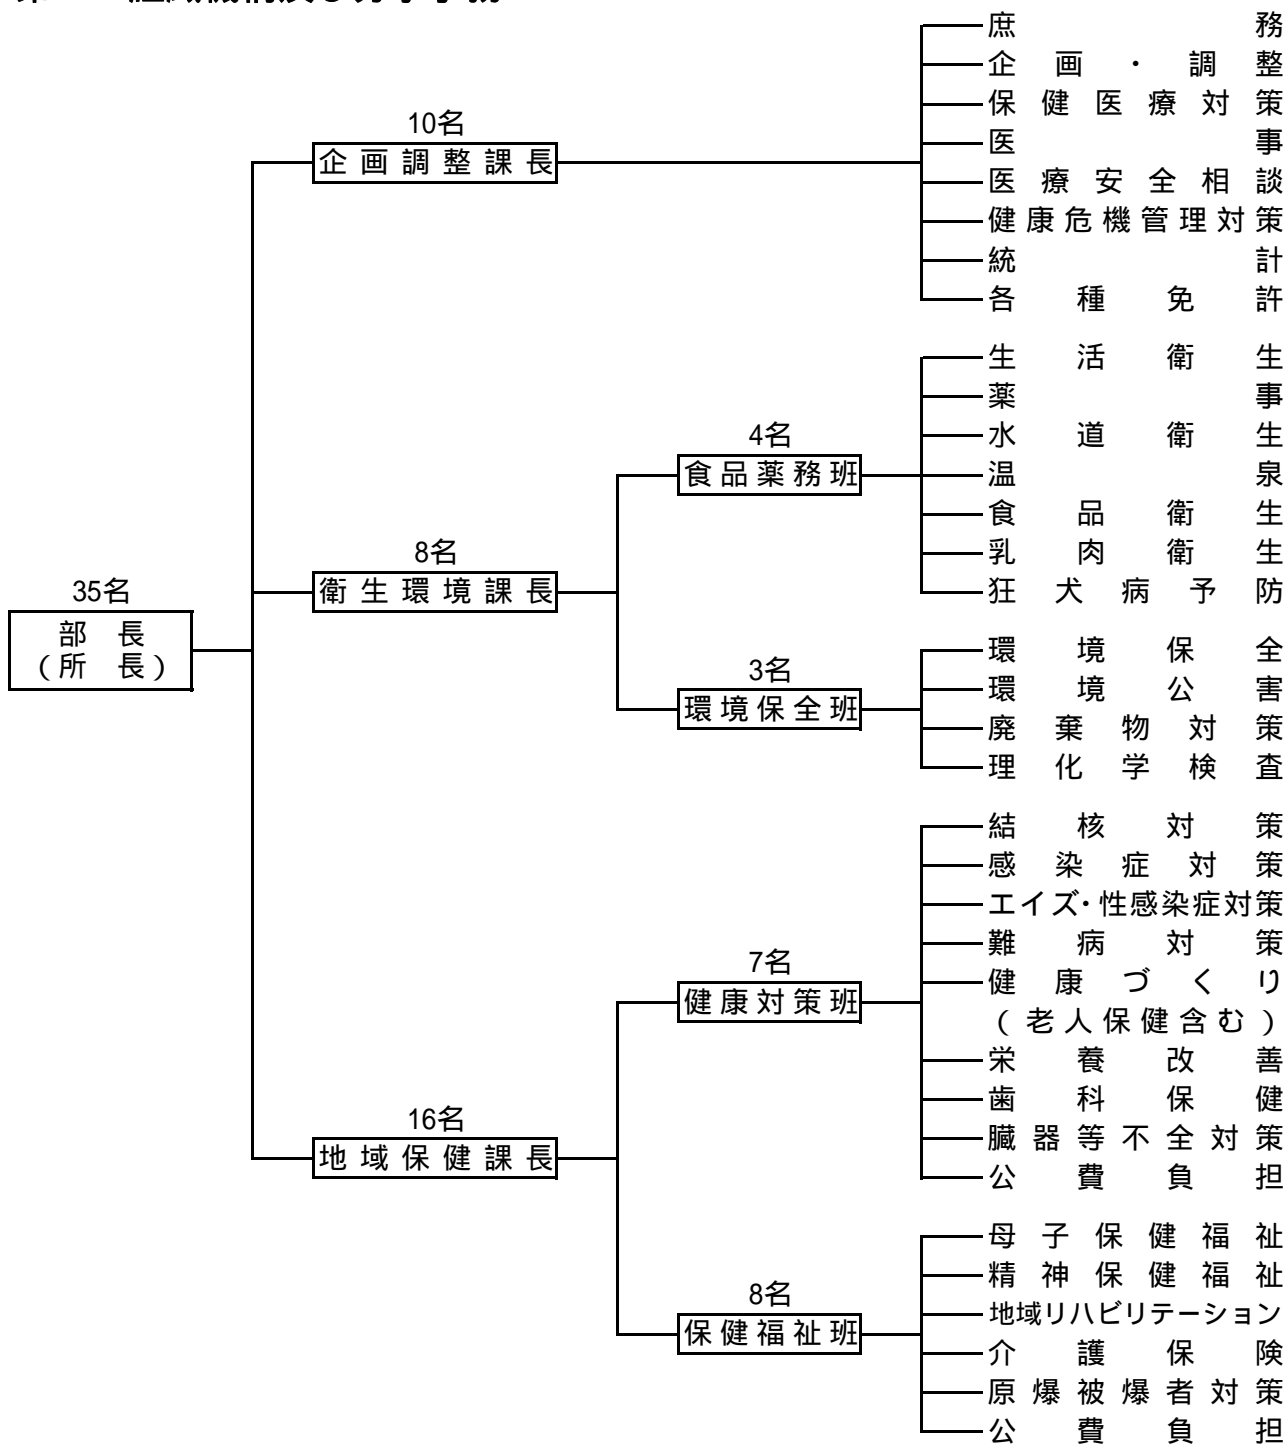 35名
部長
(所長)
10名
企画調整課長
庶務
企画・調整
保健医療対策
医事
医療安全相談
健康危機管理対策
統計
各種免許
8名
衛生環境課長
4名
食品薬務班
生活衛生
薬事
水道衛生
温泉
食品衛生
乳肉衛生
狂犬病予防
3名
環境保全班
環境保全
環境公害
廃棄物対策
理化学検査
16名
地域保健課長
7名
健康対策班
結核対策
感染症対策
エイズ・性感染症対策
難病対策
健康づくり
(老人保健含む)
栄養改善
歯科保健
臓器等不全対策
公費負担
8名
保健福祉班
母子保健福祉
精神保健福祉
地域リハビリテーション
介護保険
原爆被爆者対策
公費負担